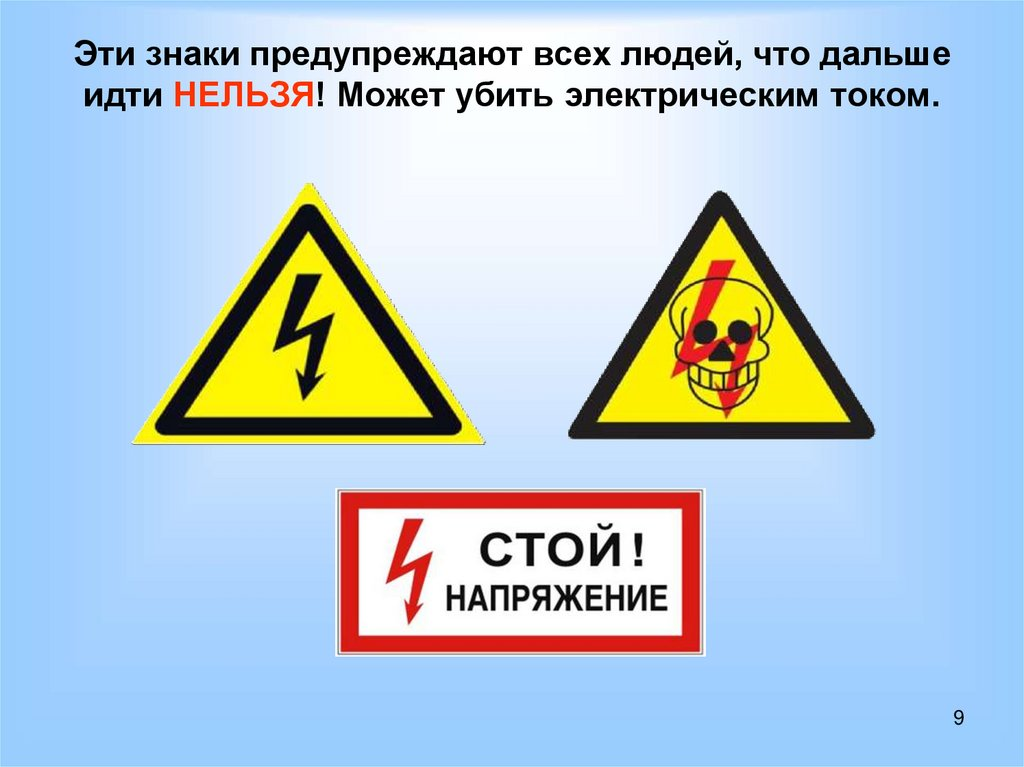 Эти знаки предупреждают всех людей, что дальше
идти НЕЛЬЗЯ! Может убить электрическим током.
СТОЙ!
НАПРЯЖЕНИЕ
9